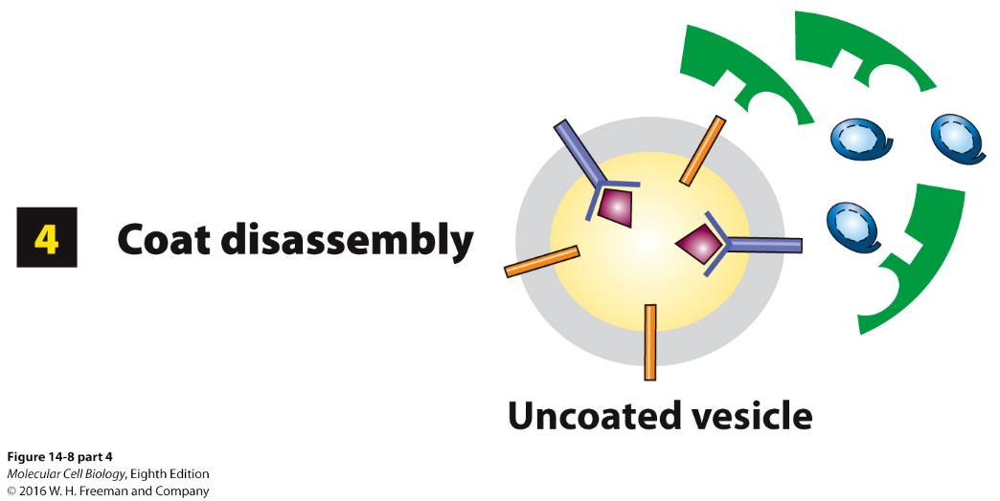 4 Coat disassembly
Uncoated vesicle
Figure 14-8 part 4
Molecular Cell Biology, Eighth Edition
© 2016 W. H. Freeman and Company